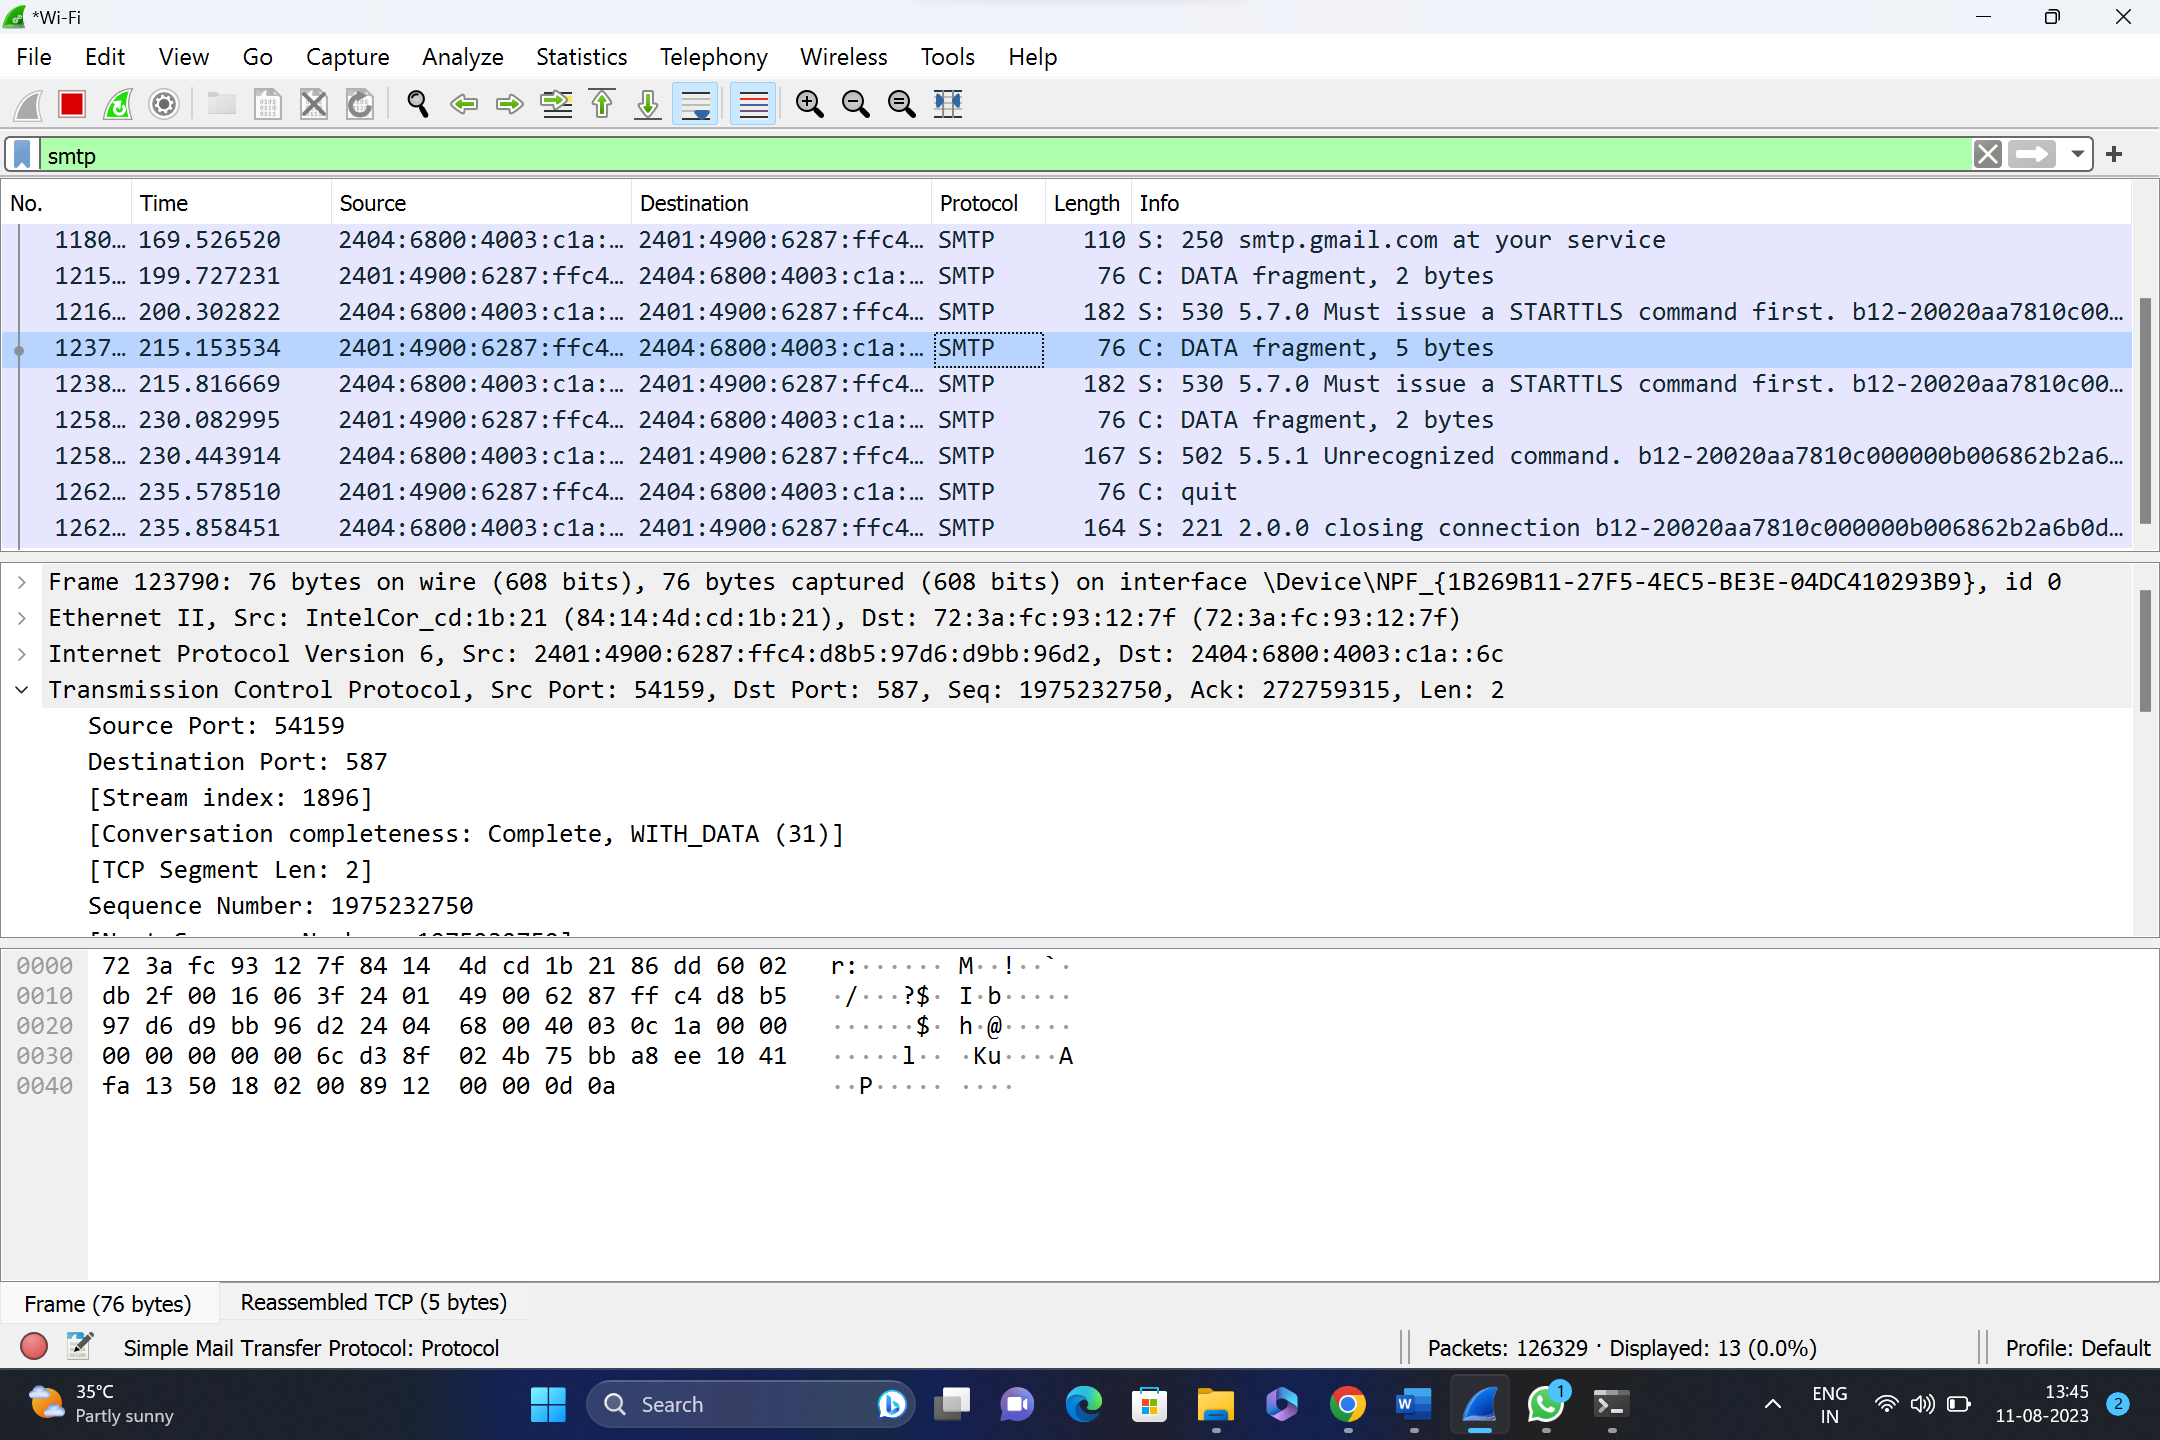 *Wi-Fi
File Edit View Go Capture Analyze Statistics Telephony Wireless Tools Help
smtp
No. Time Source Destination Protocol Length Info
1180… 169.526520 2404:6800:4003:c1a:… 2401:4900:6287:ffc4… SMTP 110 S: 250 smtp.gmail.com at your service
1215… 199.727231 2401:4900:6287:ffc4… 2404:6800:4003:c1a:… SMTP 76 C: DATA fragment, 2 bytes
1216… 200.302822 2404:6800:4003:c1a:… 2401:4900:6287:ffc4… SMTP 182 S: 530 5.7.0 Must issue a STARTTLS command first. b12-20020aa7810c00…
1237… 215.153534 2401:4900:6287:ffc4… 2404:6800:4003:c1a:… SMTP 76 C: DATA fragment, 5 bytes
1238… 215.816669 2404:6800:4003:c1a:… 2401:4900:6287:ffc4… SMTP 182 S: 530 5.7.0 Must issue a STARTTLS command first. b12-20020aa7810c00…
1258… 230.082995 2401:4900:6287:ffc4… 2404:6800:4003:c1a:… SMTP 76 C: DATA fragment, 2 bytes
1258… 230.443914 2404:6800:4003:c1a:… 2401:4900:6287:ffc4… SMTP 167 S: 502 5.5.1 Unrecognized command. b12-20020aa7810c000000b006862b2a6…
1262… 235.578510 2401:4900:6287:ffc4… 2404:6800:4003:c1a:… SMTP 76 C: quit
1262… 235.858451 2404:6800:4003:c1a:… 2401:4900:6287:ffc4… SMTP 164 S: 221 2.0.0 closing connection b12-20020aa7810c000000b006862b2a6b0d…
Frame 123790: 76 bytes on wire (608 bits), 76 bytes captured (608 bits) on interface \Device\NPF_{1B269B11-27F5-4EC5-BE3E-04DC410293B9}, id 0
Ethernet II, Src: IntelCor_cd:1b:21 (84:14:4d:cd:1b:21), Dst: 72:3a:fc:93:12:7f (72:3a:fc:93:12:7f)
Internet Protocol Version 6, Src: 2401:4900:6287:ffc4:d8b5:97d6:d9bb:96d2, Dst: 2404:6800:4003:c1a::6c
Transmission Control Protocol, Src Port: 54159, Dst Port: 587, Seq: 1975232750, Ack: 272759315, Len: 2
Source Port: 54159
Destination Port: 587
[Stream index: 1896]
[Conversation completeness: Complete, WITH_DATA (31)]
[TCP Segment Len: 2]
Sequence Number: 1975232750
0000 72 3a fc 93 12 7f 84 14 4d cd 1b 21 86 dd 60 02 r:······ M··!··`·
0010 db 2f 00 16 06 3f 24 01 49 00 62 87 ff c4 d8 b5 ·/···?$· I·b·····
0020 97 d6 d9 bb 96 d2 24 04 68 00 40 03 0c 1a 00 00 ······$· h·@·····
0030 00 00 00 00 00 6c d3 8f 02 4b 75 bb a8 ee 10 41 ·····l·· ·Ku····A
0040 fa 13 50 18 02 00 89 12 00 00 0d 0a ··P····· ····
Frame (76 bytes) Reassembled TCP (5 bytes)
Simple Mail Transfer Protocol: Protocol Packets: 126329 · Displayed: 13 (0.0%) Profile: Default
35°C
Partly sunny
Search
1
ENG
IN
13:45
11-08-2023
2